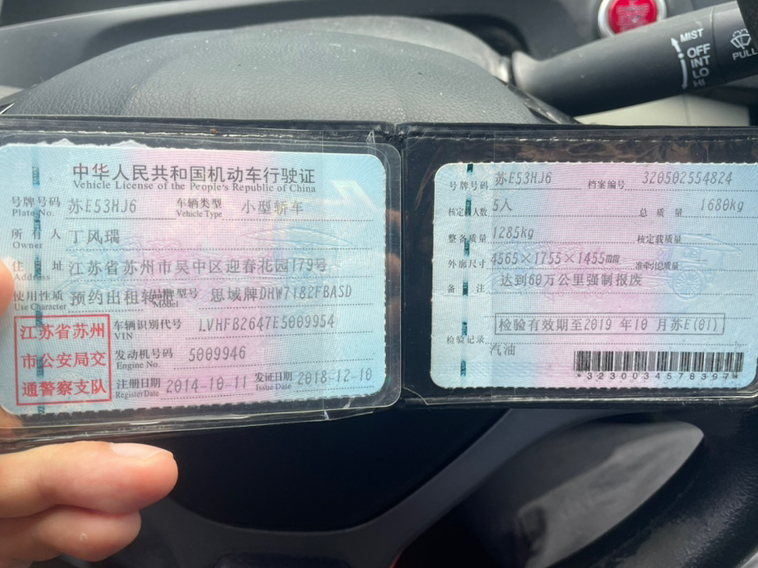 MIST
OFF
INT
LO
HI
PULL
中华人民共和国机动车行驶证
Vehicle License of the People's Republic of China
号牌号码 苏E53HJ6 车辆类型 小型轿车
Plate No. Vehicle Type
所有人 丁风瑞
Owner
住址 江苏省苏州市吴中区迎春花园179号
Address
使用性质 预约出租转非 品牌型号 思域牌DHW7182FBASD
Use Character Model
江苏省苏州
市公安局交
通警察支队
车辆识别代号 LVHFB2647E5009954
VIN
发动机号码 5009946
Engine No.
注册日期 2014-10-11 发证日期 2018-12-10
Register Date Issue Date
号牌号码 苏E53HJ6 档案编号 320502554824
核定载人数 5人 总质量 1680kg
整备质量 1285kg 核定载质量 --
外廓尺寸 4565×1755×1455mm 准牵引总质量 --
备注 达到60万公里强制报废
检验有效期至2019年10月苏E(01)
检验记录
汽油
*3230034578397*